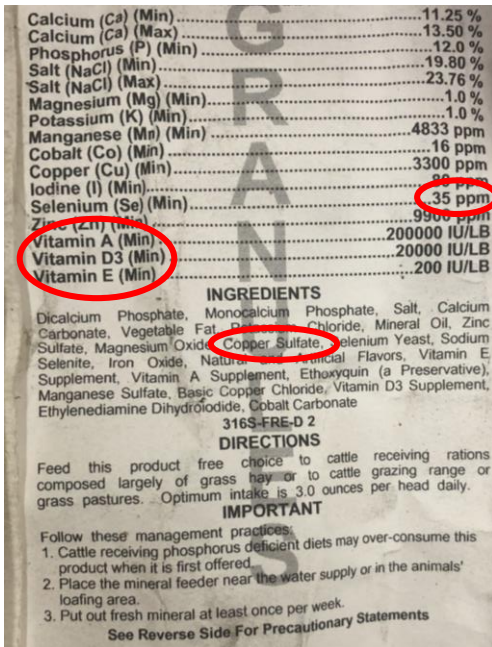 GRANTEES
Calcium (Ca) (Min) 11.25 %
Calcium (Ca) (Max) 13.50 %
Phosphorus (P) (Min) 12.0 %
Salt (NaCl) (Min) 19.80 %
Salt (NaCl) (Max) 23.76 %
Magnesium (Mg) (Min) 1.0 %
Potassium (K) (Min) 1.0 %
Manganese (Mn) (Min) 4833 ppm
Cobalt (Co) (Min) 16 ppm
Copper (Cu) (Min) 3300 ppm
Iodine (I) (Min) 80 ppm
Selenium (Se) (Min) 35 ppm
Zinc (Zn) (Min) 9900 ppm
Vitamin A (Min) 200000 IU/LB
Vitamin D3 (Min) 20000 IU/LB
Vitamin E (Min) 200 IU/LB
INGREDIENTS
Dicalcium Phosphate, Monocalcium Phosphate, Salt, Calcium
Carbonate, Vegetable Fat, Potassium Chloride, Mineral Oil, Zinc
Sulfate, Magnesium Oxide, Copper Sulfate, Selenium Yeast, Sodium
Selenite, Iron Oxide, Natural and Artificial Flavors, Vitamin E
Supplement, Vitamin A Supplement, Ethoxyquin (a Preservative),
Manganese Sulfate, Basic Copper Chloride, Vitamin D3 Supplement,
Ethylenediamine Dihydroiodide, Cobalt Carbonate
316S-FRE-D 2
DIRECTIONS
Feed this product free choice to cattle receiving rations
composed largely of grass hay or to cattle grazing range or
grass pastures. Optimum intake is 3.0 ounces per head daily.
IMPORTANT
Follow these management practices:
1. Cattle receiving phosphorus deficient diets may over-consume this
product when it is first offered.
2. Place the mineral feeder near the water supply or in the animals'
loafing area.
3. Put out fresh mineral at least once per week.
See Reverse Side For Precautionary Statements